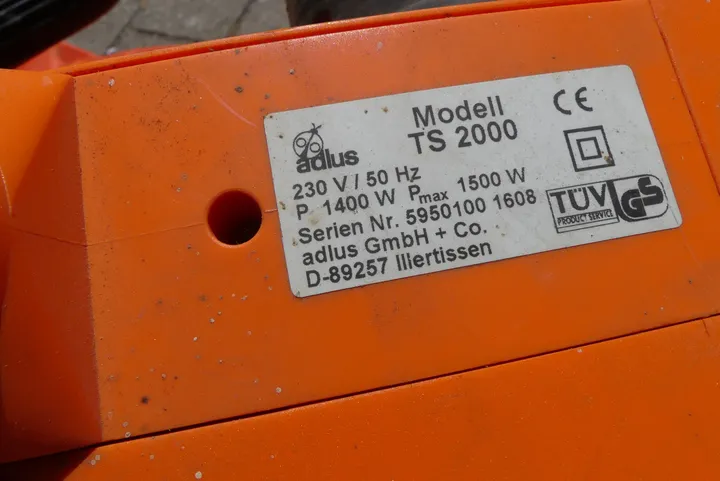 Modell
TS 2000
adlus
230 V / 50 Hz
P 1400 W Pmax 1500 W
Serien Nr. 5950100 1608
adlus GmbH + Co.
D-89257 Illertissen
CE
TÜV
PRODUCT SERVICE
GS